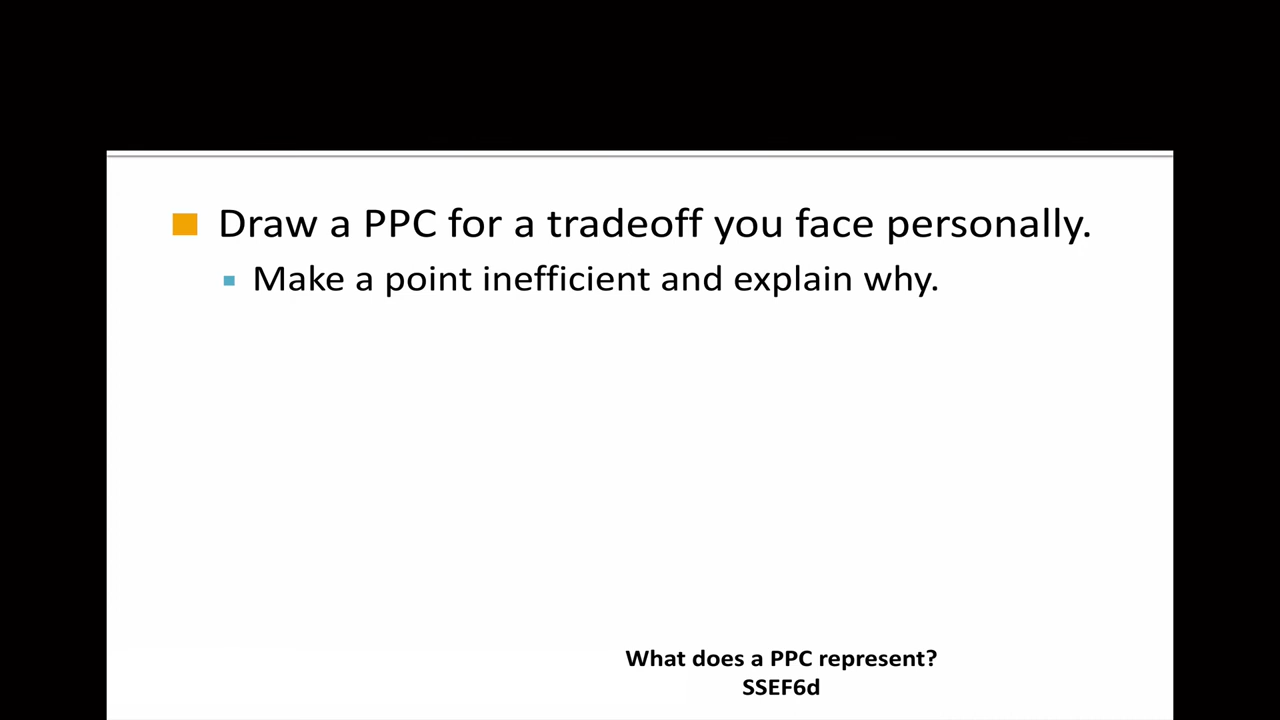 Draw a PPC for a tradeoff you face personally.
Make a point inefficient and explain why.
What does a PPC represent?
SSEF6d